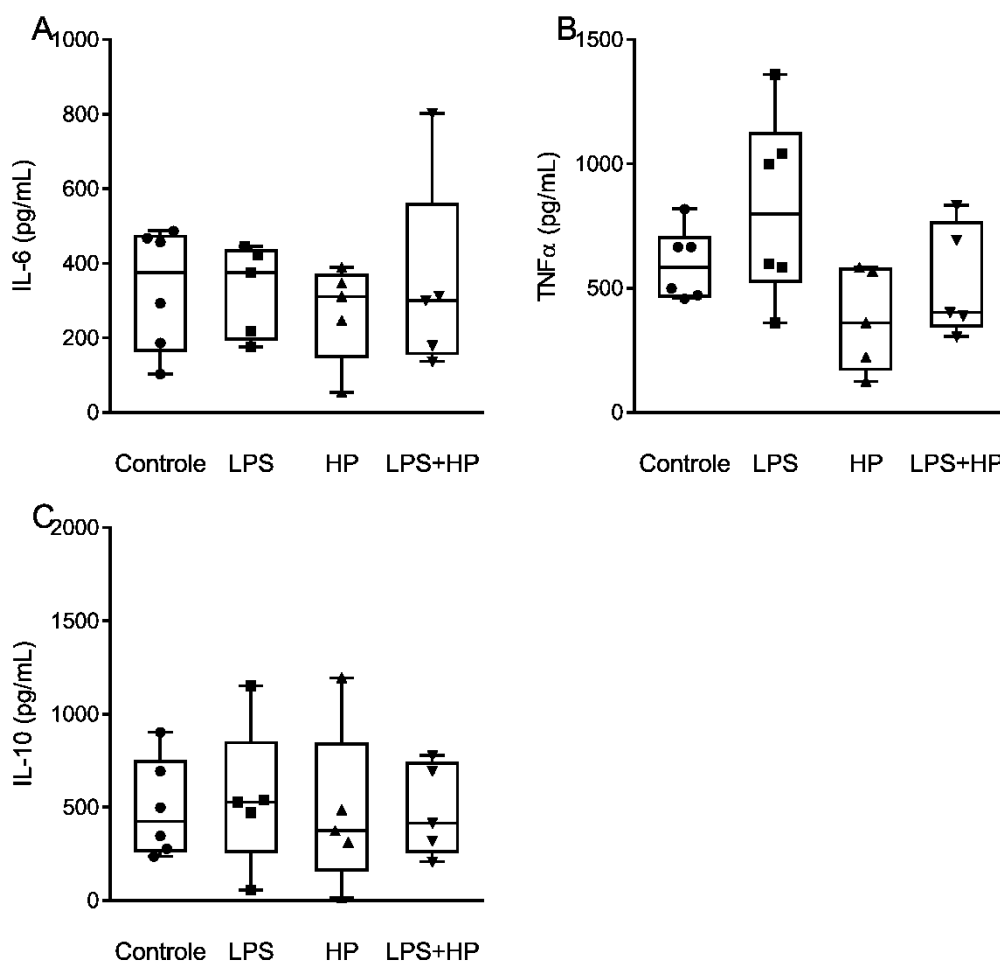 A
1000
800
600
400
200
0
IL-6 (pg/mL)
Controle LPS HP LPS+HP
B
1500
1000
500
0
TNFα (pg/mL)
Controle LPS HP LPS+HP
C
2000
1500
1000
500
0
IL-10 (pg/mL)
Controle LPS HP LPS+HP